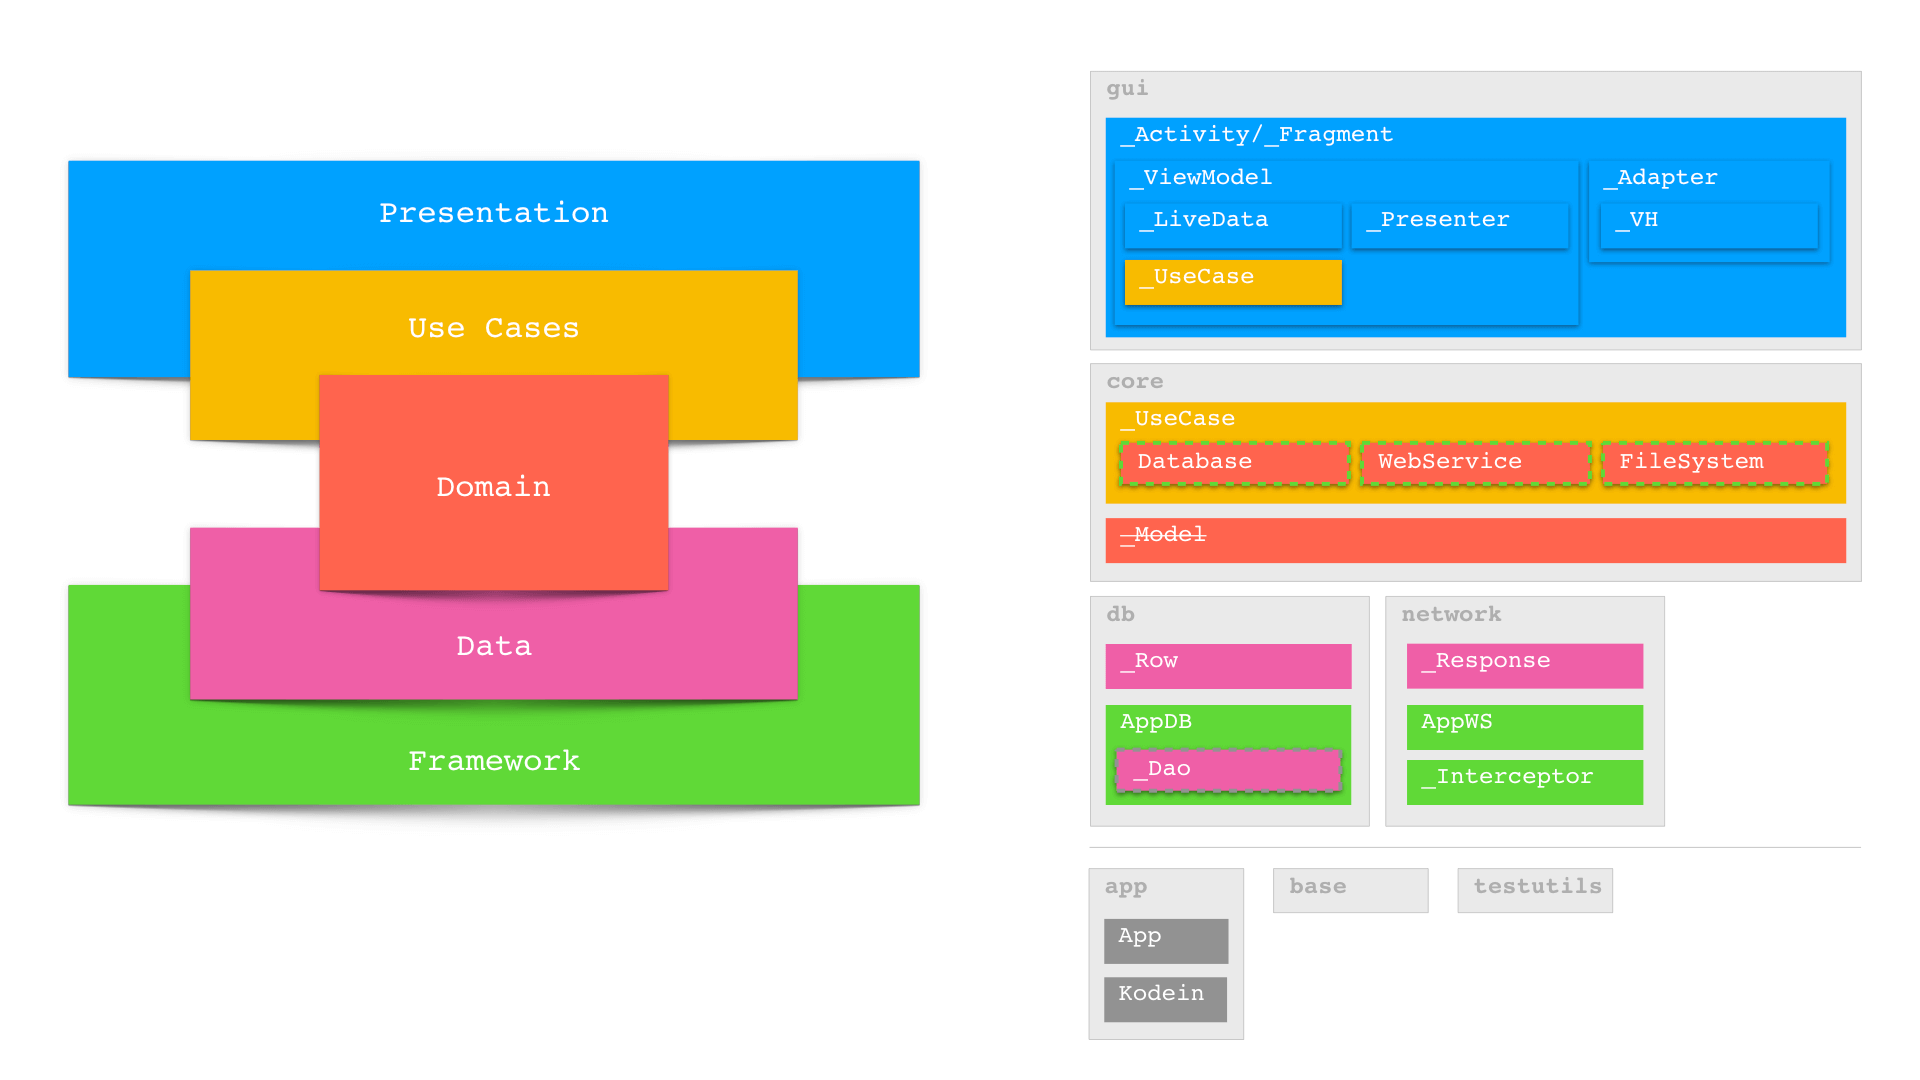 Presentation
Use Cases
Domain
Data
Framework
gui
_Activity/_Fragment
_ViewModel
_Adapter
_LiveData
_Presenter
_VH
_UseCase
core
_UseCase
Database
WebService
FileSystem
_Model
db
network
_Row
_Response
AppDB
AppWS
_Dao
_Interceptor
app
base
testutils
App
Kodein